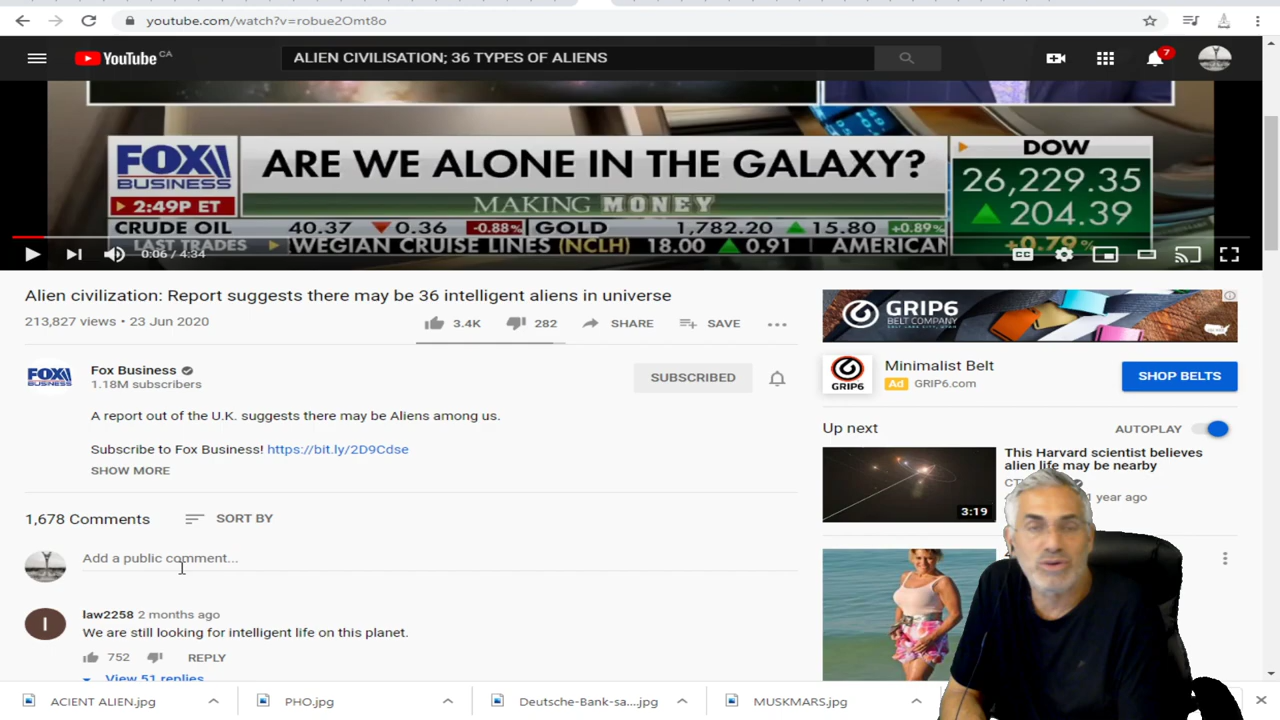 youtube.com/watch?v=robue2Omt8o
YouTube CA
ALIEN CIVILISATION; 36 TYPES OF ALIENS
7
FOX
BUSINESS
2:49P ET
ARE WE ALONE IN THE GALAXY?
MAKING MONEY
DOW
26,229.35
204.39
+0.79%
CRUDE OIL 40.37 0.36 -0.88% GOLD 1,782.20 15.80 +0.89%
LAST TRADES WEGIAN CRUISE LINES (NCLH) 18.00 0.91 AMERICAN
0:06 / 4:34
CC
Alien civilization: Report suggests there may be 36 intelligent aliens in universe
213,827 views • 23 Jun 2020
3.4K 282 SHARE SAVE
FOX
BUSINESS
Fox Business
1.18M subscribers
SUBSCRIBED
A report out of the U.K. suggests there may be Aliens among us.
Subscribe to Fox Business! https://bit.ly/2D9Cdse
SHOW MORE
1,678 Comments SORT BY
Add a public comment...
I
law2258 2 months ago
We are still looking for intelligent life on this planet.
752 REPLY
View 51 replies
GRIP6
BELT COMPANY
GRIP6
Minimalist Belt
Ad GRIP6.com
SHOP BELTS
Up next
AUTOPLAY
3:19
This Harvard scientist believes
alien life may be nearby
1 year ago
ACIENT ALIEN.jpg
PHO.jpg
Deutsche-Bank-sa....jpg
MUSKMARS.jpg